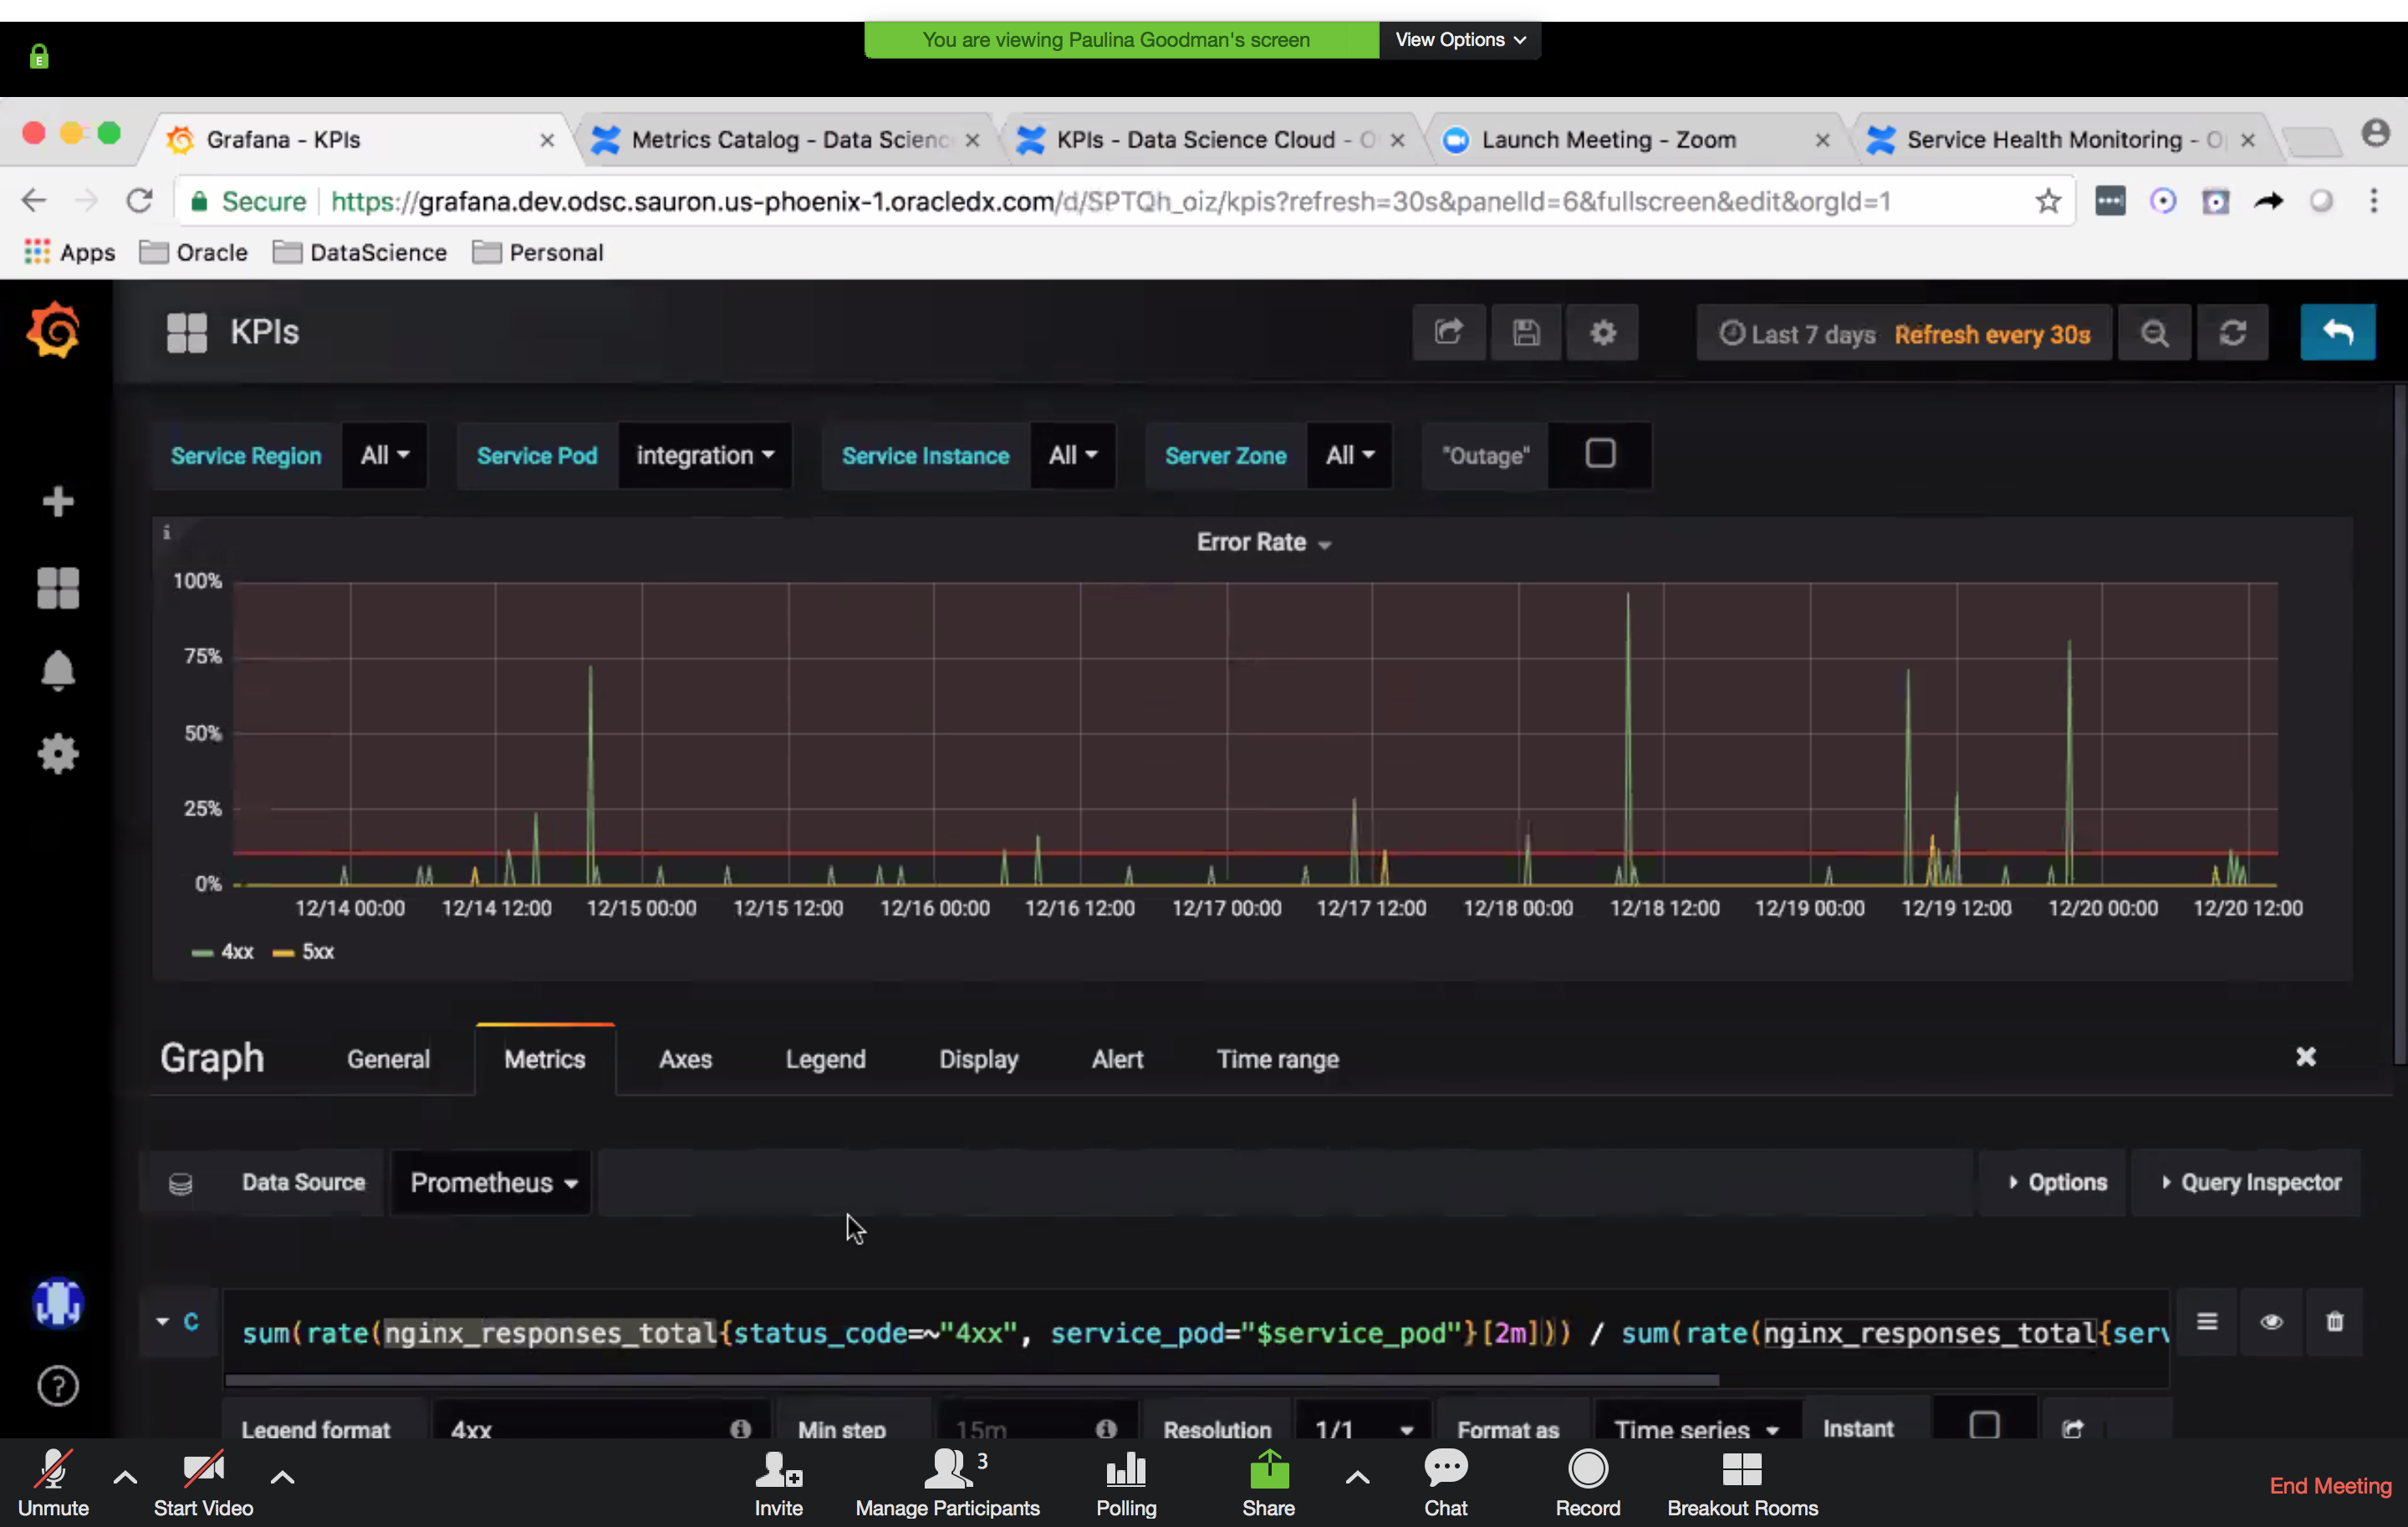 You are viewing Paulina Goodman's screen View Options
E
Grafana - KPIs
Metrics Catalog - Data Scienc
KPIs - Data Science Cloud - O
Launch Meeting - Zoom
Service Health Monitoring - O
Secure https://grafana.dev.odsc.sauron.us-phoenix-1.oracledx.com/d/SPTQh_oiz/kpis?refresh=30s&panelId=6&fullscreen&edit&orgId=1
Apps Oracle DataScience Personal
KPIs Last 7 days Refresh every 30s
Service Region All Service Pod integration Service Instance All Server Zone All "Outage"
i
Error Rate
100%
75%
50%
25%
0%
12/14 00:00 12/14 12:00 12/15 00:00 12/15 12:00 12/16 00:00 12/16 12:00 12/17 00:00 12/17 12:00 12/18 00:00 12/18 12:00 12/19 00:00 12/19 12:00 12/20 00:00 12/20 12:00
4xx 5xx
Graph General Metrics Axes Legend Display Alert Time range
Data Source Prometheus Options Query Inspector
C sum(rate(nginx_responses_total{status_code=~"4xx", service_pod="$service_pod"}[2m])) / sum(rate(nginx_responses_total{serv
Legend format 4xx Min step 15m Resolution 1/1 Format as Time series Instant
3
Unmute Start Video Invite Manage Participants Polling Share Chat Record Breakout Rooms End Meeting